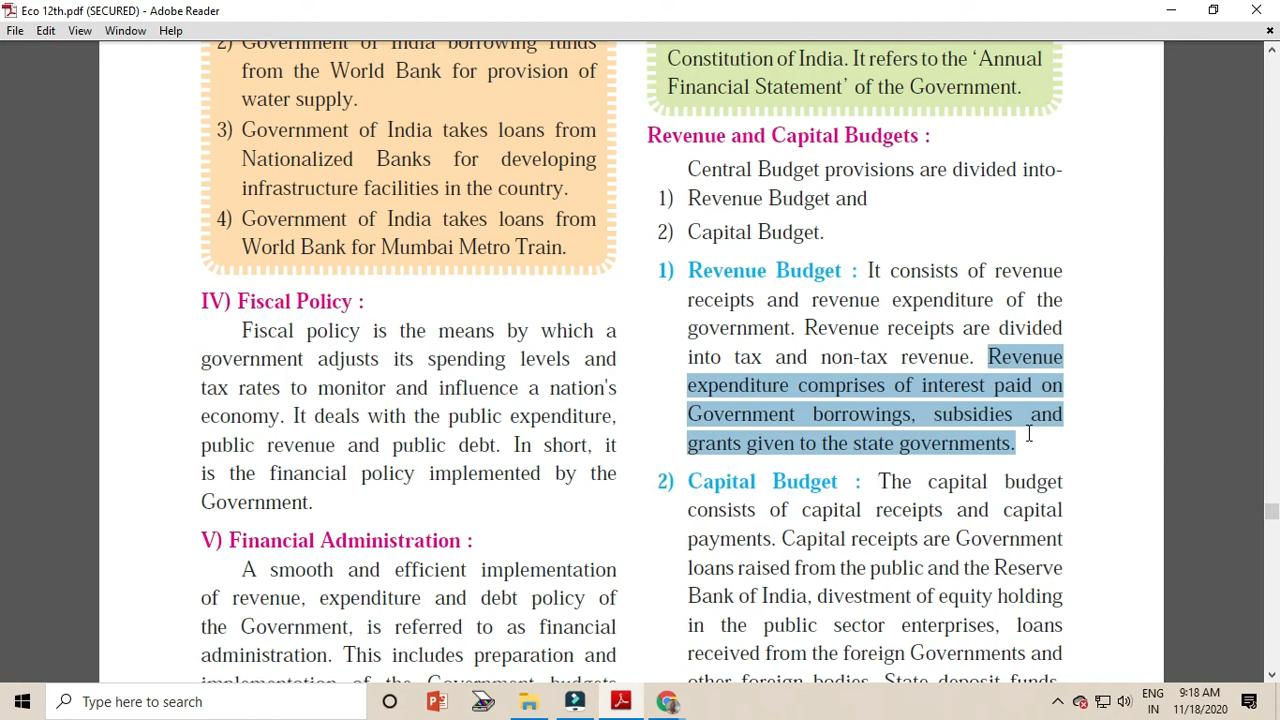 Eco 12th.pdf (SECURED) - Adobe Reader
File Edit View Window Help
2) Government of India borrowing funds
from the World Bank for provision of
water supply.
3) Government of India takes loans from
Nationalized Banks for developing
infrastructure facilities in the country.
4) Government of India takes loans from
World Bank for Mumbai Metro Train.
IV) Fiscal Policy :
Fiscal policy is the means by which a
government adjusts its spending levels and
tax rates to monitor and influence a nation's
economy. It deals with the public expenditure,
public revenue and public debt. In short, it
is the financial policy implemented by the
Government.
V) Financial Administration :
A smooth and efficient implementation
of revenue, expenditure and debt policy of
the Government, is referred to as financial
administration. This includes preparation and
implementation of the Government budgets
Constitution of India. It refers to the 'Annual
Financial Statement' of the Government.
Revenue and Capital Budgets :
Central Budget provisions are divided into-
1) Revenue Budget and
2) Capital Budget.
1) Revenue Budget : It consists of revenue
receipts and revenue expenditure of the
government. Revenue receipts are divided
into tax and non-tax revenue. Revenue
expenditure comprises of interest paid on
Government borrowings, subsidies and
grants given to the state governments.
2) Capital Budget : The capital budget
consists of capital receipts and capital
payments. Capital receipts are Government
loans raised from the public and the Reserve
Bank of India, divestment of equity holding
in the public sector enterprises, loans
received from the foreign Governments and
other foreign bodies, State deposit funds,
Type here to search
ENG
IN
9:18 AM
11/18/2020